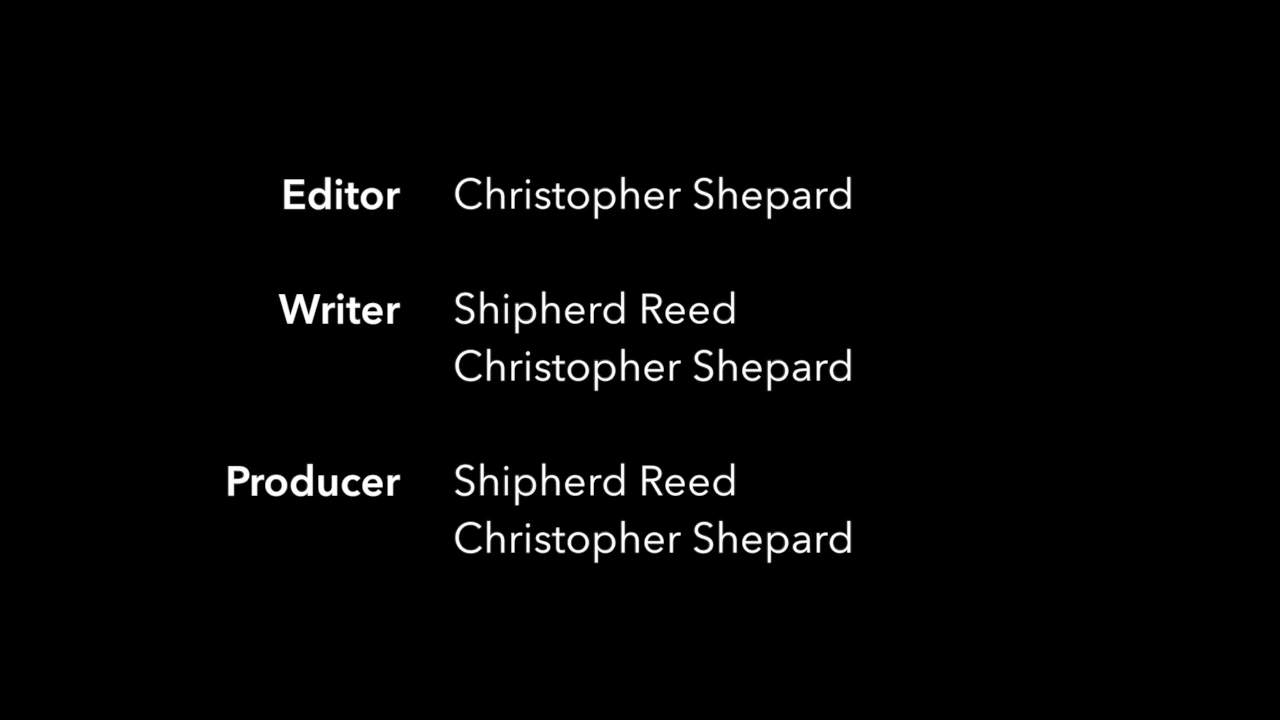 Editor Christopher Shepard
Writer Shipherd Reed
Christopher Shepard
Producer Shipherd Reed
Christopher Shepard